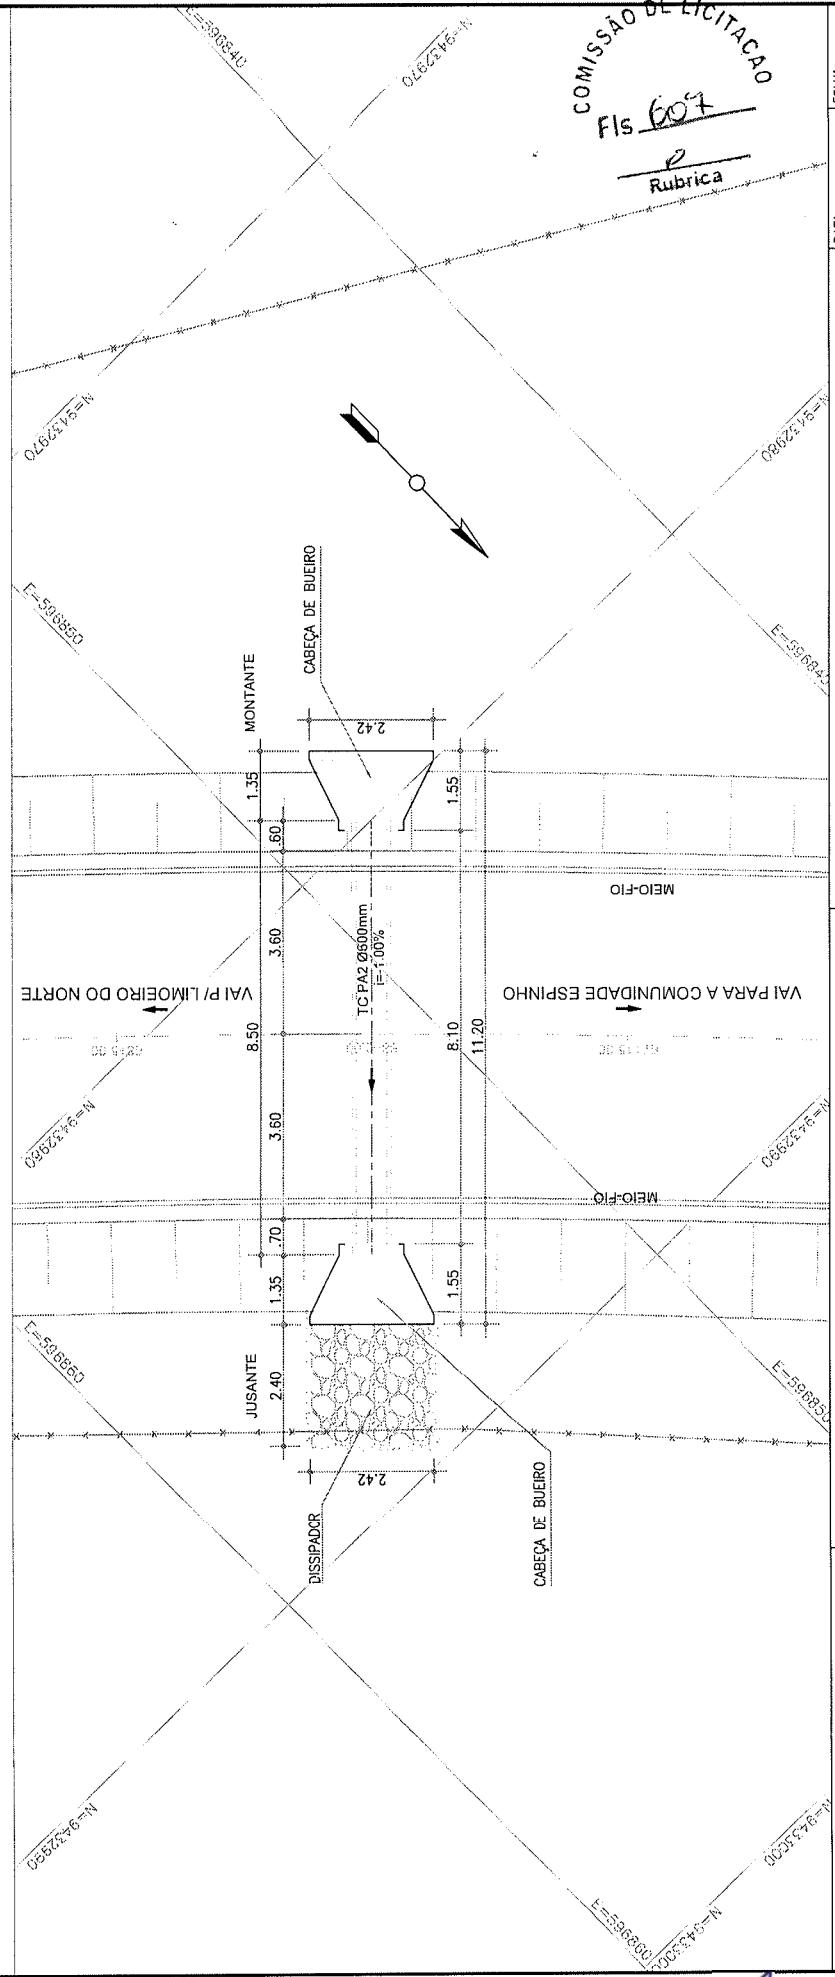 COMISSÃO DE LICITAÇAO
Fls 607
Rubrica
E=596840
N=9432970
N=9432970
N=9432980
E=596850
E=596840
MONTANTE
CABEÇA DE BUEIRO
2.42
1.35
.60
1.55
MEIO-FIO
3.60
TC PA2 Ø600mm
i=1.00%
VAI P/ LIMOEIRO DO NORTE
VAI PARA A COMUNIDADE ESPINHO
8.50
8.10
11.20
N=9432980
N=9432990
3.60
MEIO-FIO
.70
1.35
1.55
E=596860
E=596850
JUSANTE
2.40
2.42
DISSIPADOR
CABEÇA DE BUEIRO
N=9432990
N=9433000
E=596860
N=9433000